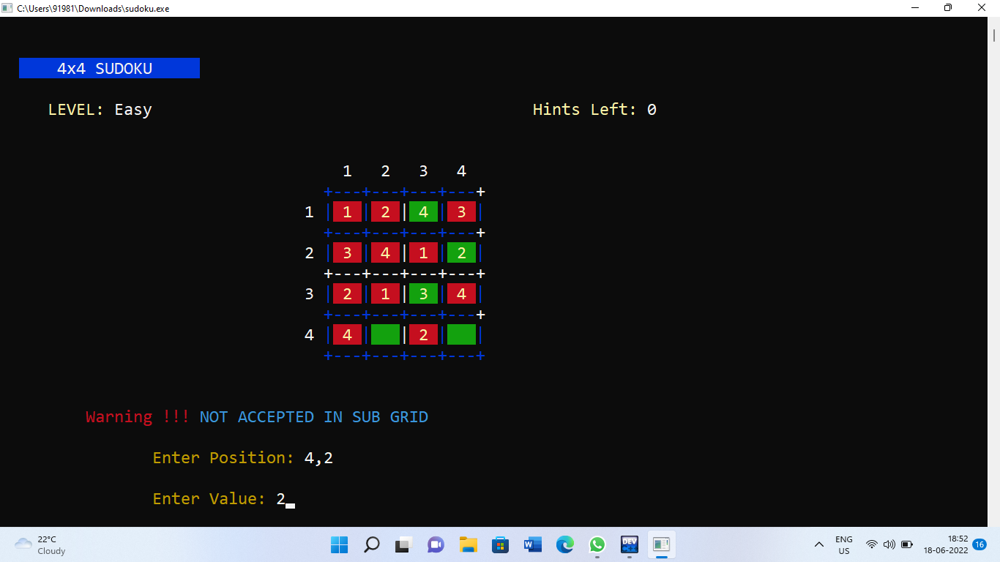 C:\Users\91981\Downloads\sudoku.exe
4x4 SUDOKU
LEVEL: Easy Hints Left: 0
1 2 3 4
+---+---+---+---+
1 | 1 | 2 | 4 | 3 |
+---+---+---+---+
2 | 3 | 4 | 1 | 2 |
+---+---+---+---+
3 | 2 | 1 | 3 | 4 |
+---+---+---+---+
4 | 4 | | 2 | |
+---+---+---+---+
Warning !!! NOT ACCEPTED IN SUB GRID
Enter Position: 4,2
Enter Value: 2_
22°C
Cloudy
DEV
ENG
US
18:52
18-06-2022
16